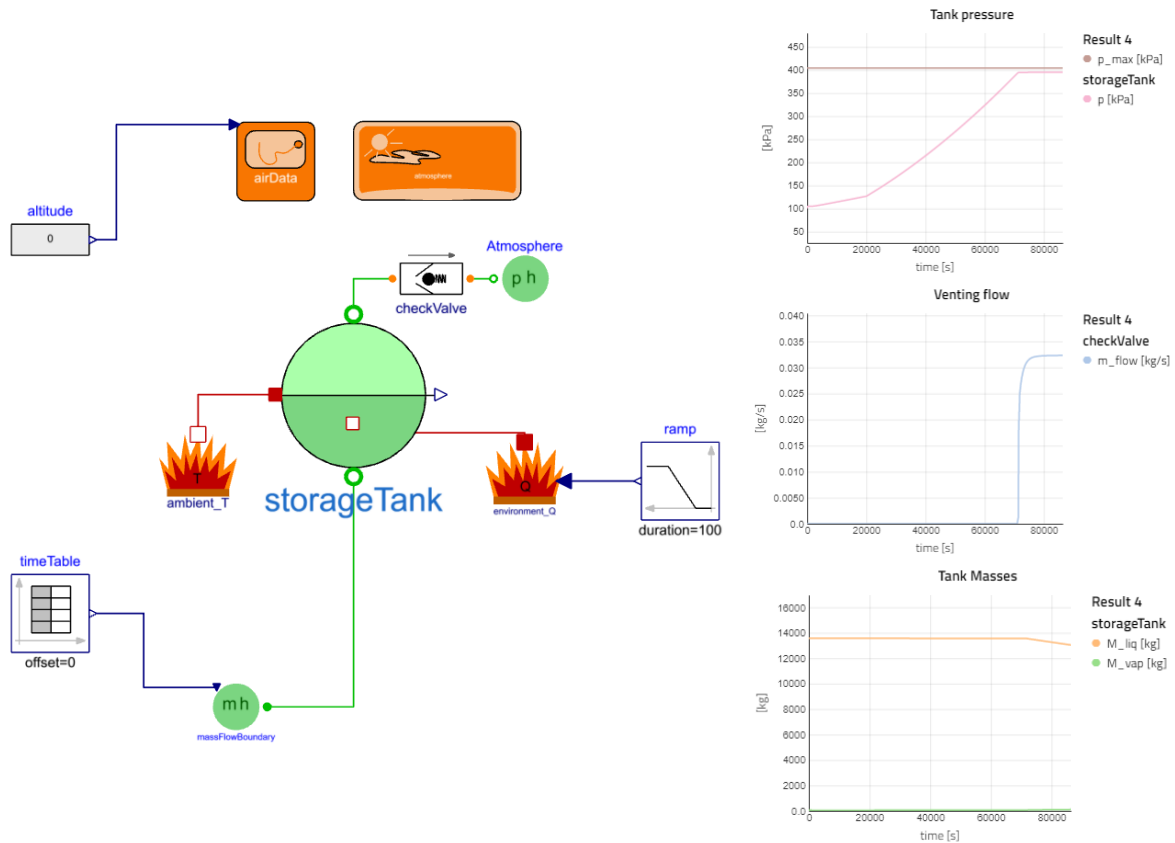 airData
atmosphere
altitude
0
Atmosphere
p h
checkValve
T
ambient_T
storageTank
Q
environment_Q
ramp
duration=100
timeTable
offset=0
m h
massFlowBoundary
Tank pressure
450
400
350
300
250
200
150
100
50
[kPa]
0 20000 40000 60000 80000
time [s]
Result 4
p_max [kPa]
storageTank
p [kPa]
Venting flow
0.040
0.035
0.030
0.025
0.020
0.015
0.010
0.0050
0.0
[kg/s]
0 20000 40000 60000 80000
time [s]
Result 4
checkValve
m_flow [kg/s]
Tank Masses
16000
14000
12000
10000
8000
6000
4000
2000
0.0
[kg]
0 20000 40000 60000 80000
time [s]
Result 4
storageTank
M_liq [kg]
M_vap [kg]